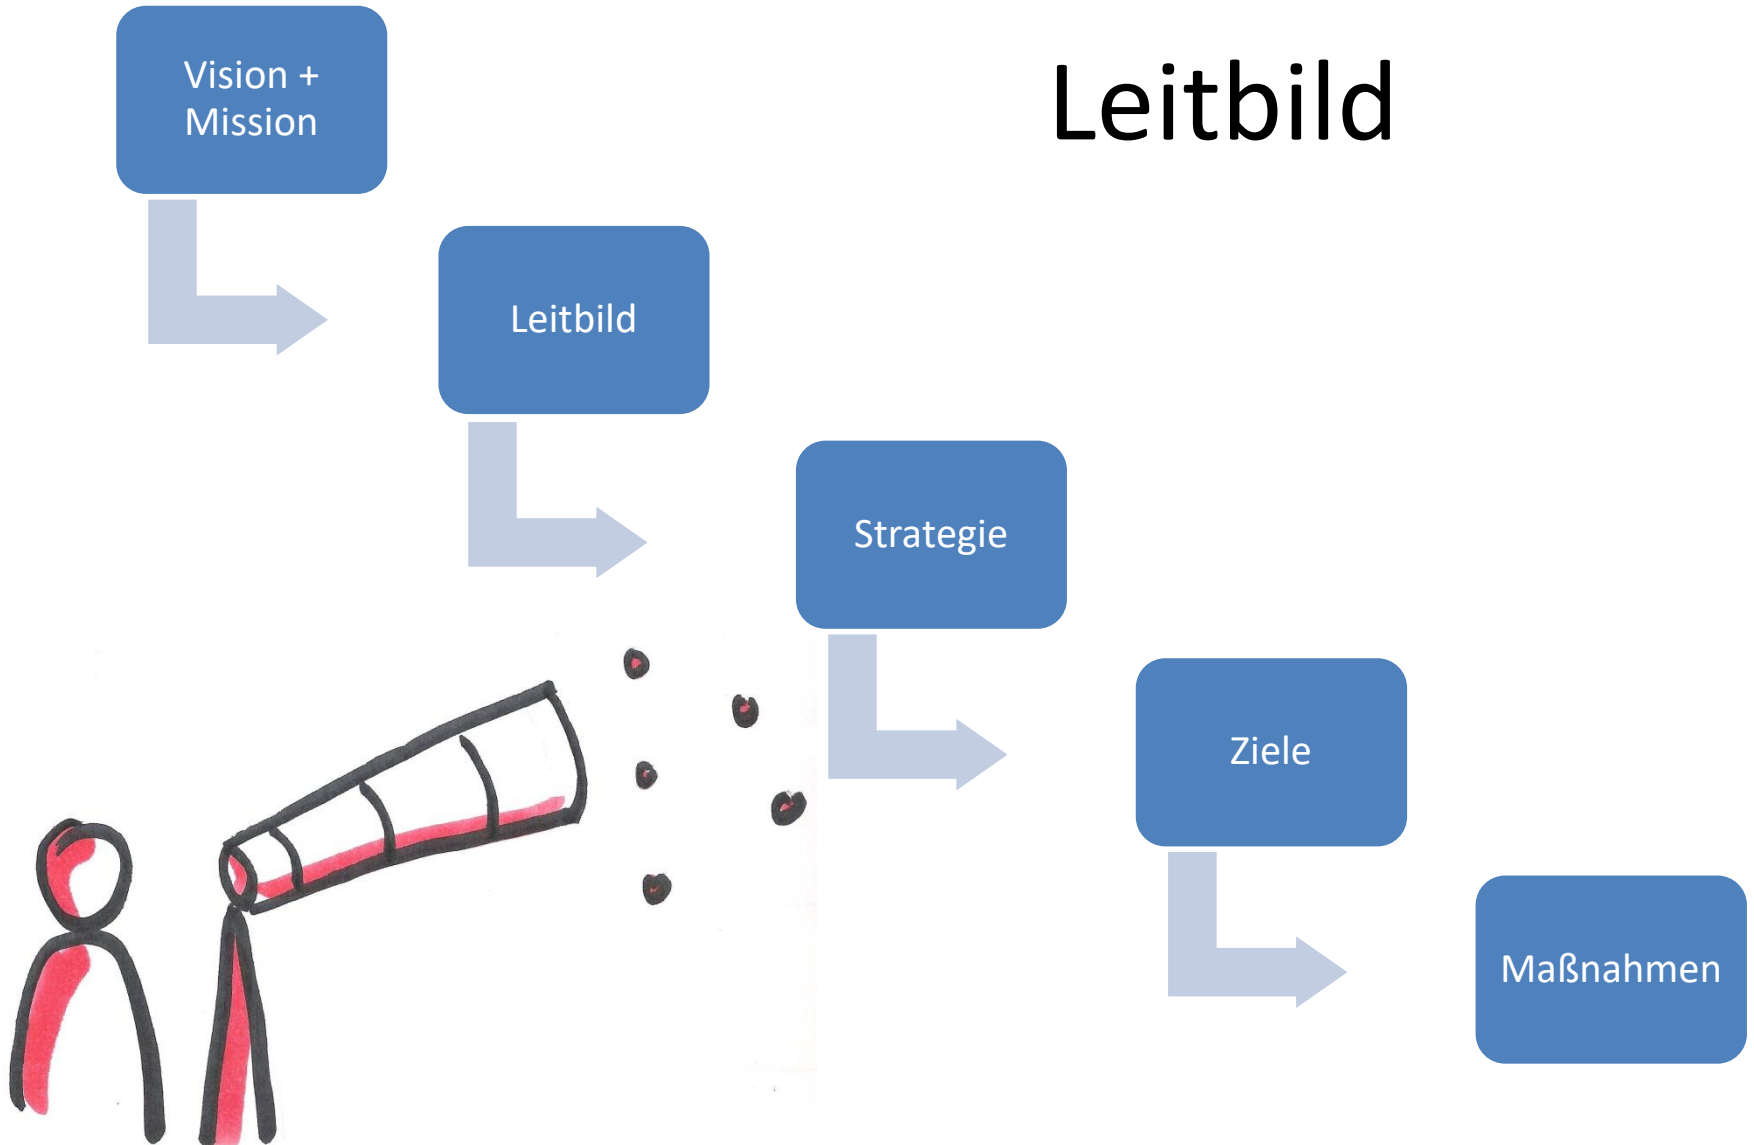 Leitbild
Vision +
Mission
Leitbild
Strategie
Ziele
Maßnahmen